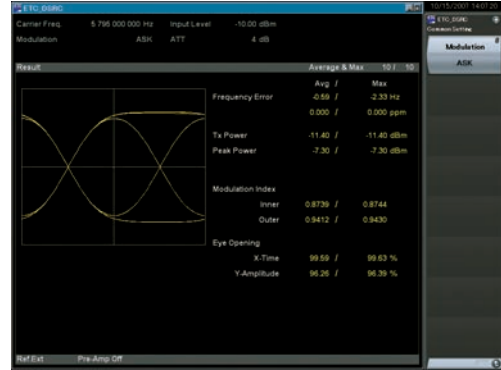 ETC_DSRC
10/15/2007 14:07:20
Carrier Freq. 5 795 000 000 Hz Input Level -10.00 dBm
Modulation ASK ATT 4 dB
ETC_DSRC
Common Setting
Modulation
ASK
Result Average & Max 10 / 10
Avg / Max
Frequency Error -0.59 / -2.33 Hz
0.000 / 0.000 ppm
Tx Power -11.40 / -11.40 dBm
Peak Power -7.30 / -7.30 dBm
Modulation Index
Inner 0.8739 / 0.8744
Outer 0.9412 / 0.9430
Eye Opening
X-Time 99.59 / 99.63 %
Y-Amplitude 96.26 / 96.39 %
Ref.Ext Pre-Amp Off